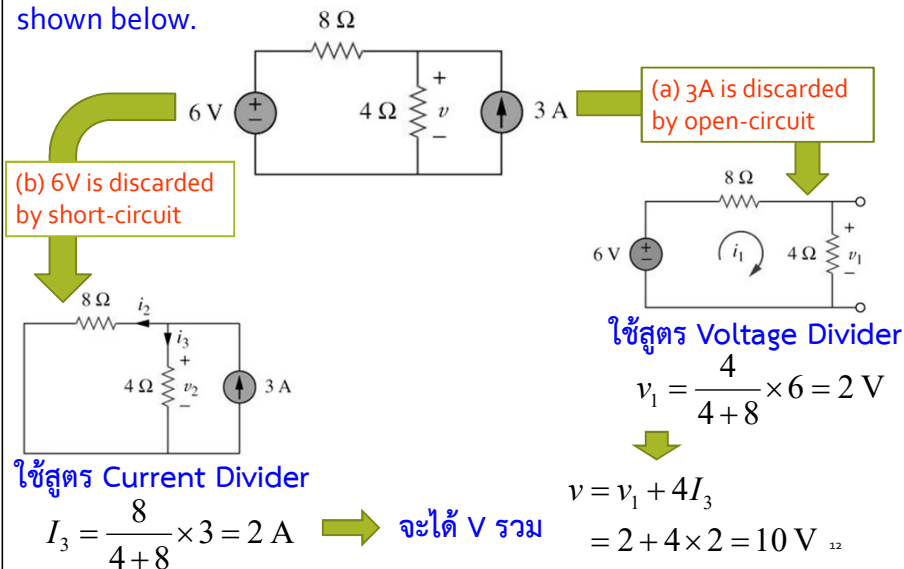 shown below.
8 Ω
6 V
+
−
4 Ω
+
v
−
3 A
(a) 3A is discarded
by open-circuit
(b) 6V is discarded
by short-circuit
8 Ω
6 V
+
−
i₁
4 Ω
+
v₁
−
8 Ω
i₂
i₃
4 Ω
+
v₂
−
3 A
ใช้สูตร Voltage Divider
v₁ = 4/(4+8) × 6 = 2 V
ใช้สูตร Current Divider
I₃ = 8/(4+8) × 3 = 2 A
จะได้ V รวม
v = v₁ + 4I₃
= 2 + 4 × 2 = 10 V
12